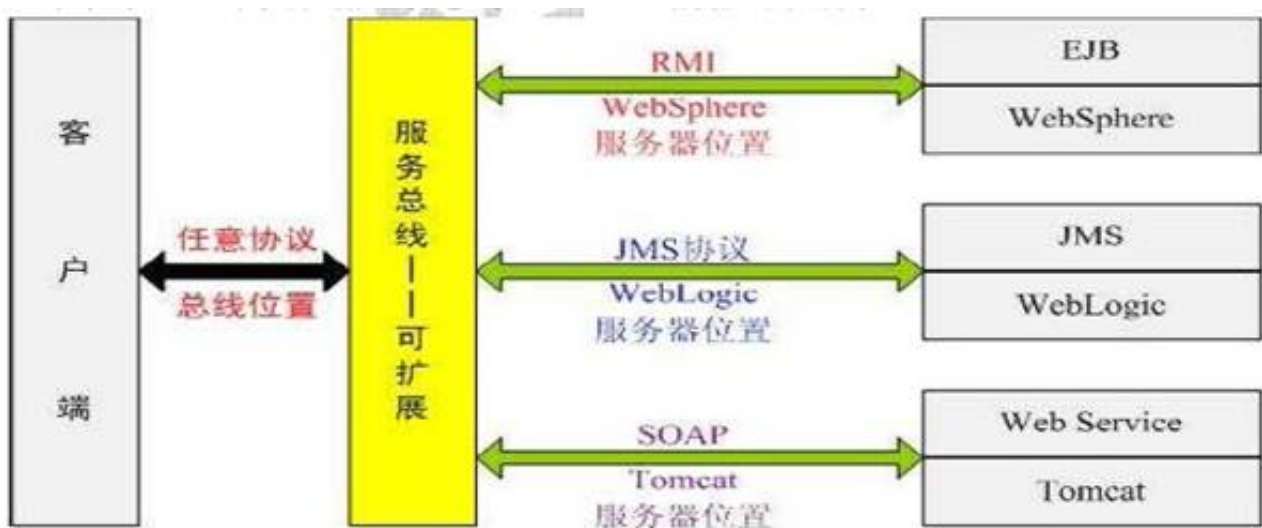 客户端
任意协议
总线位置
服务总线——可扩展
RMI
WebSphere
服务器位置
EJB
WebSphere
JMS协议
WebLogic
服务器位置
JMS
WebLogic
SOAP
Tomcat
服务器位置
Web Service
Tomcat